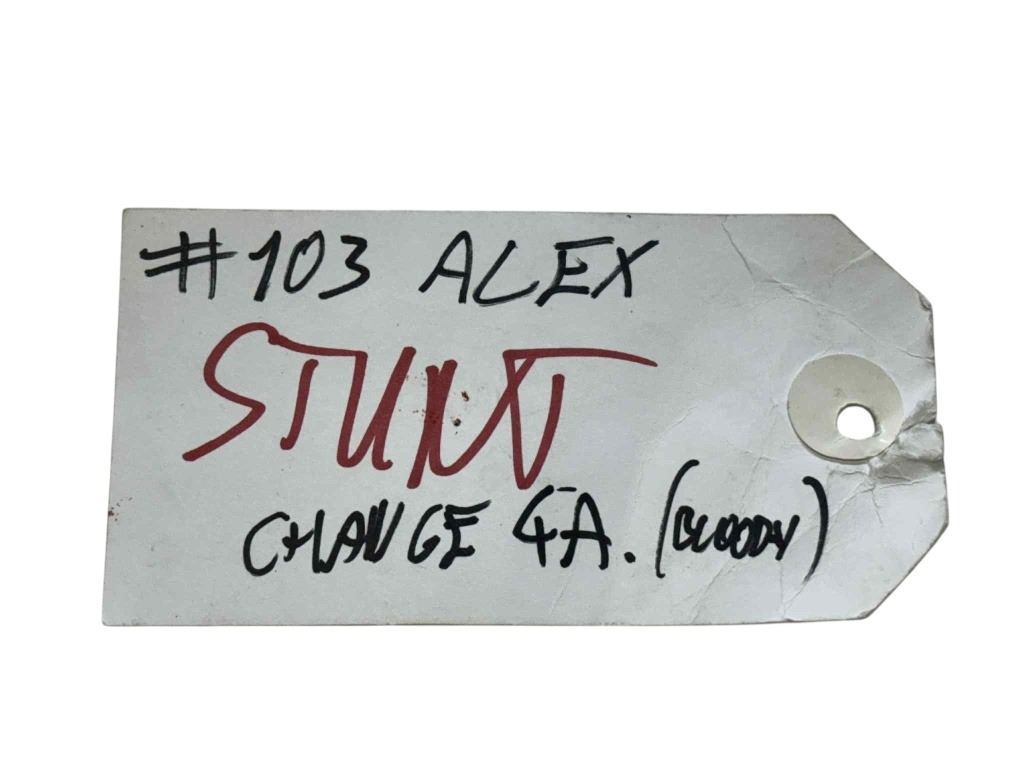 #103 ALEX
STUNT
CHANGE 4A. (BLOODY)